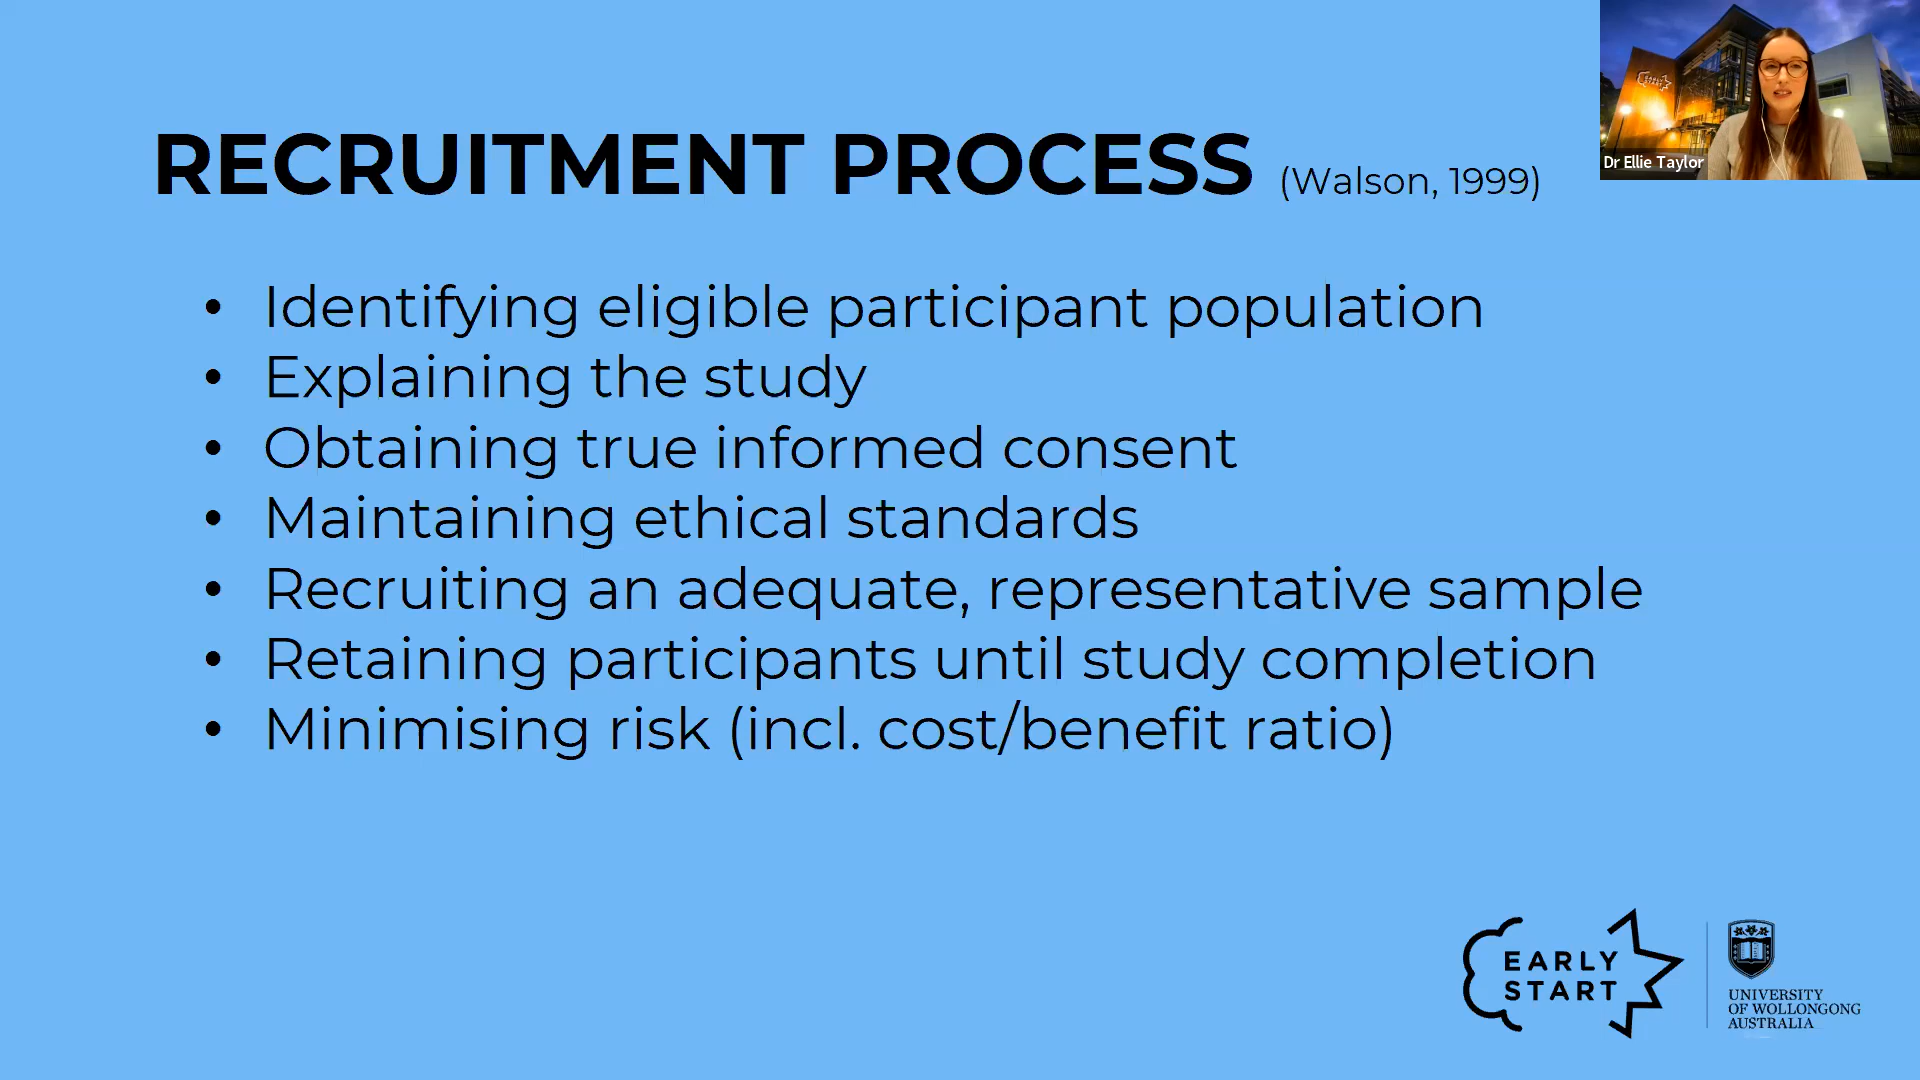 RECRUITMENT PROCESS (Walson, 1999)
Dr Ellie Taylor
• Identifying eligible participant population
• Explaining the study
• Obtaining true informed consent
• Maintaining ethical standards
• Recruiting an adequate, representative sample
• Retaining participants until study completion
• Minimising risk (incl. cost/benefit ratio)
EARLY
START
UNIVERSITY
OF WOLLONGONG
AUSTRALIA